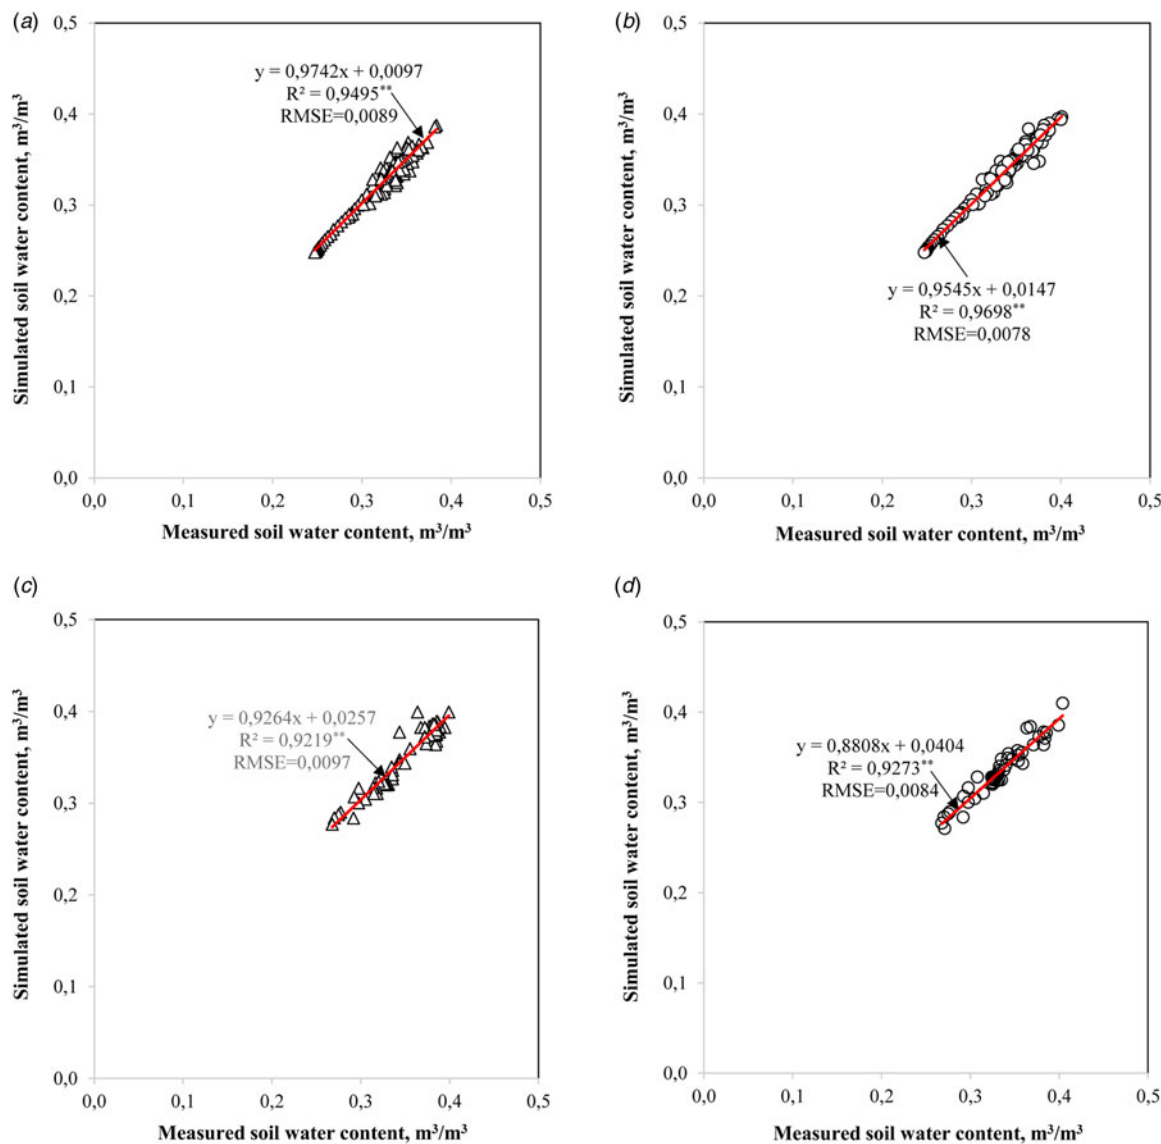 (a)
0,5
0,4
0,3
0,2
0,1
0,0
Simulated soil water content, m³/m³
y = 0,9742x + 0,0097
R² = 0,9495**
RMSE=0,0089
0,0 0,1 0,2 0,3 0,4 0,5
Measured soil water content, m³/m³
(b)
0,5
0,4
0,3
0,2
0,1
0,0
Simulated soil water content, m³/m³
y = 0,9545x + 0,0147
R² = 0,9698**
RMSE=0,0078
0,0 0,1 0,2 0,3 0,4 0,5
Measured soil water content, m³/m³
(c)
0,5
0,4
0,3
0,2
0,1
0,0
Simulated soil water content, m³/m³
y = 0,9264x + 0,0257
R² = 0,9219**
RMSE=0,0097
0,0 0,1 0,2 0,3 0,4 0,5
Measured soil water content, m³/m³
(d)
0,5
0,4
0,3
0,2
0,1
0,0
Simulated soil water content, m³/m³
y = 0,8808x + 0,0404
R² = 0,9273**
RMSE=0,0084
0,0 0,1 0,2 0,3 0,4 0,5
Measured soil water content, m³/m³